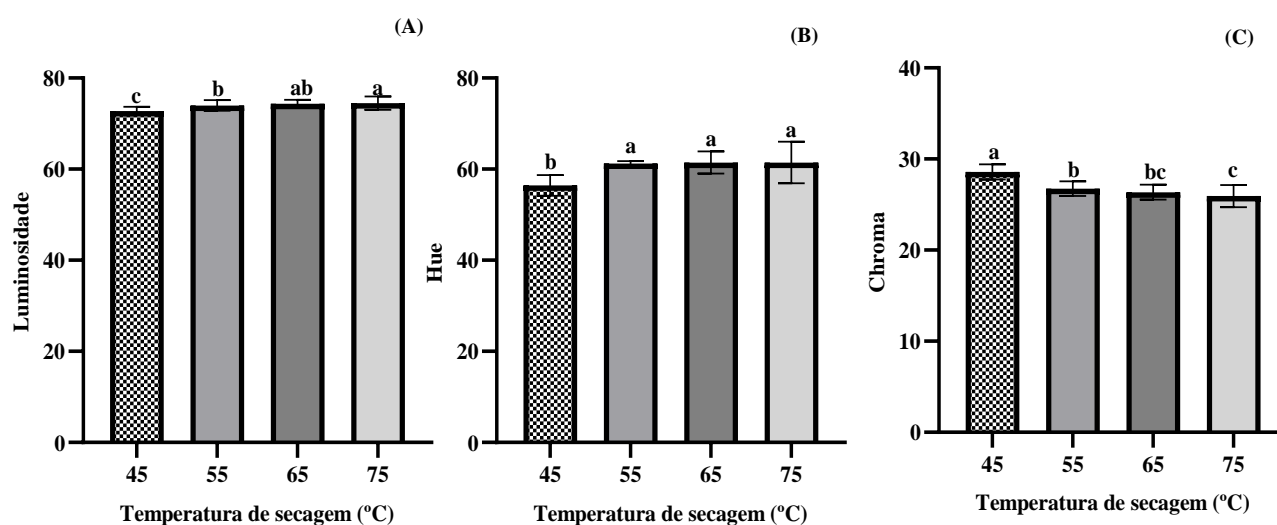 (A)
Luminosidade
80
60
40
20
0
c
b
ab
a
45
55
65
75
Temperatura de secagem (ºC)
(B)
Hue
80
60
40
20
0
b
a
a
a
45
55
65
75
Temperatura de secagem (ºC)
(C)
Chroma
40
30
20
10
0
a
b
bc
c
45
55
65
75
Temperatura de secagem (ºC)